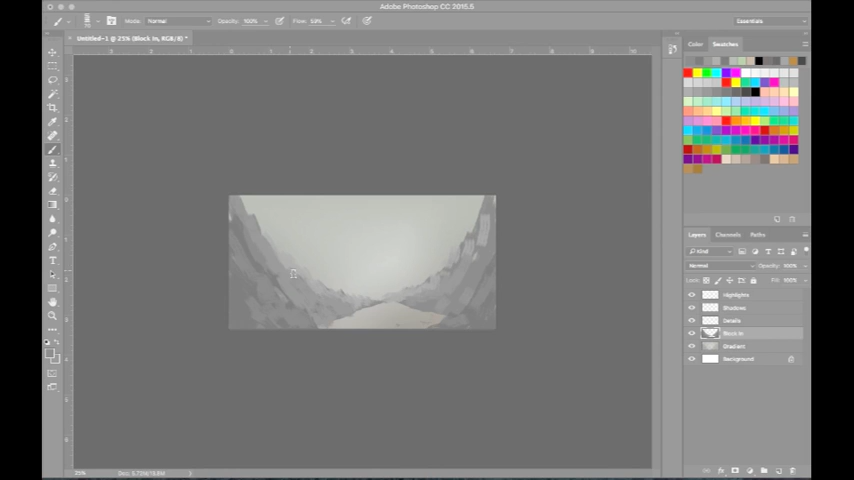 Adobe Photoshop CC 2015.5
Mode: Normal
Opacity: 100%
Flow: 53%
Essentials
Untitled-1 @ 25% (Block In, RGB/8) *
Color
Swatches
Layers
Channels
Paths
Kind
Normal
Opacity: 100%
Lock:
Fill: 100%
Highlights
Shadows
Details
Block In
Gradient
Background
25%